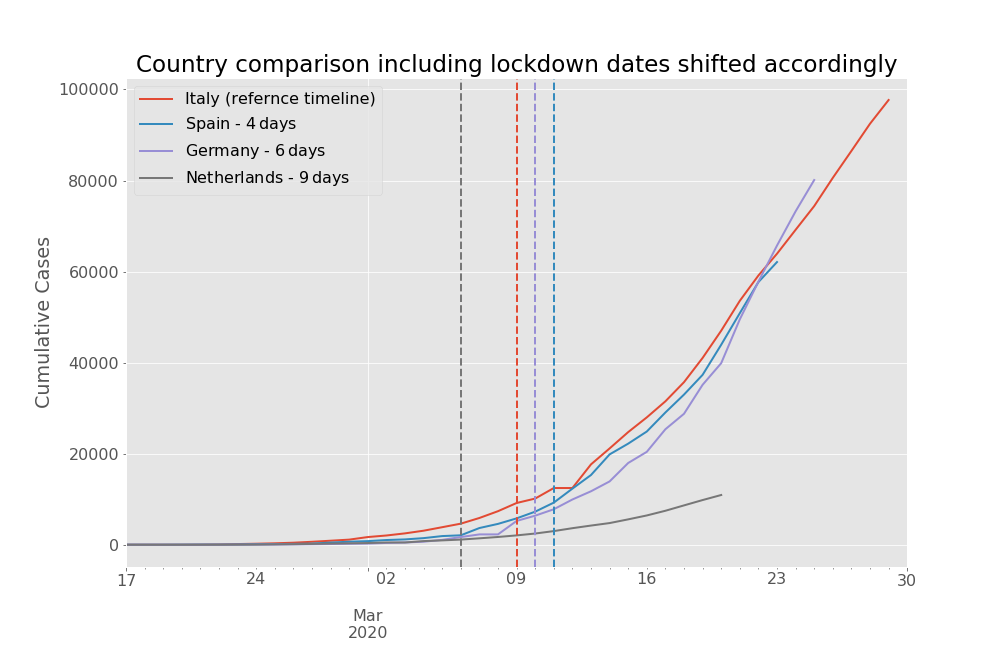 Country comparison including lockdown dates shifted accordingly
Italy (refernce timeline)
Spain - 4 days
Germany - 6 days
Netherlands - 9 days
Cumulative Cases
100000
80000
60000
40000
20000
0
17 24 02 09 16 23 30
Mar
2020